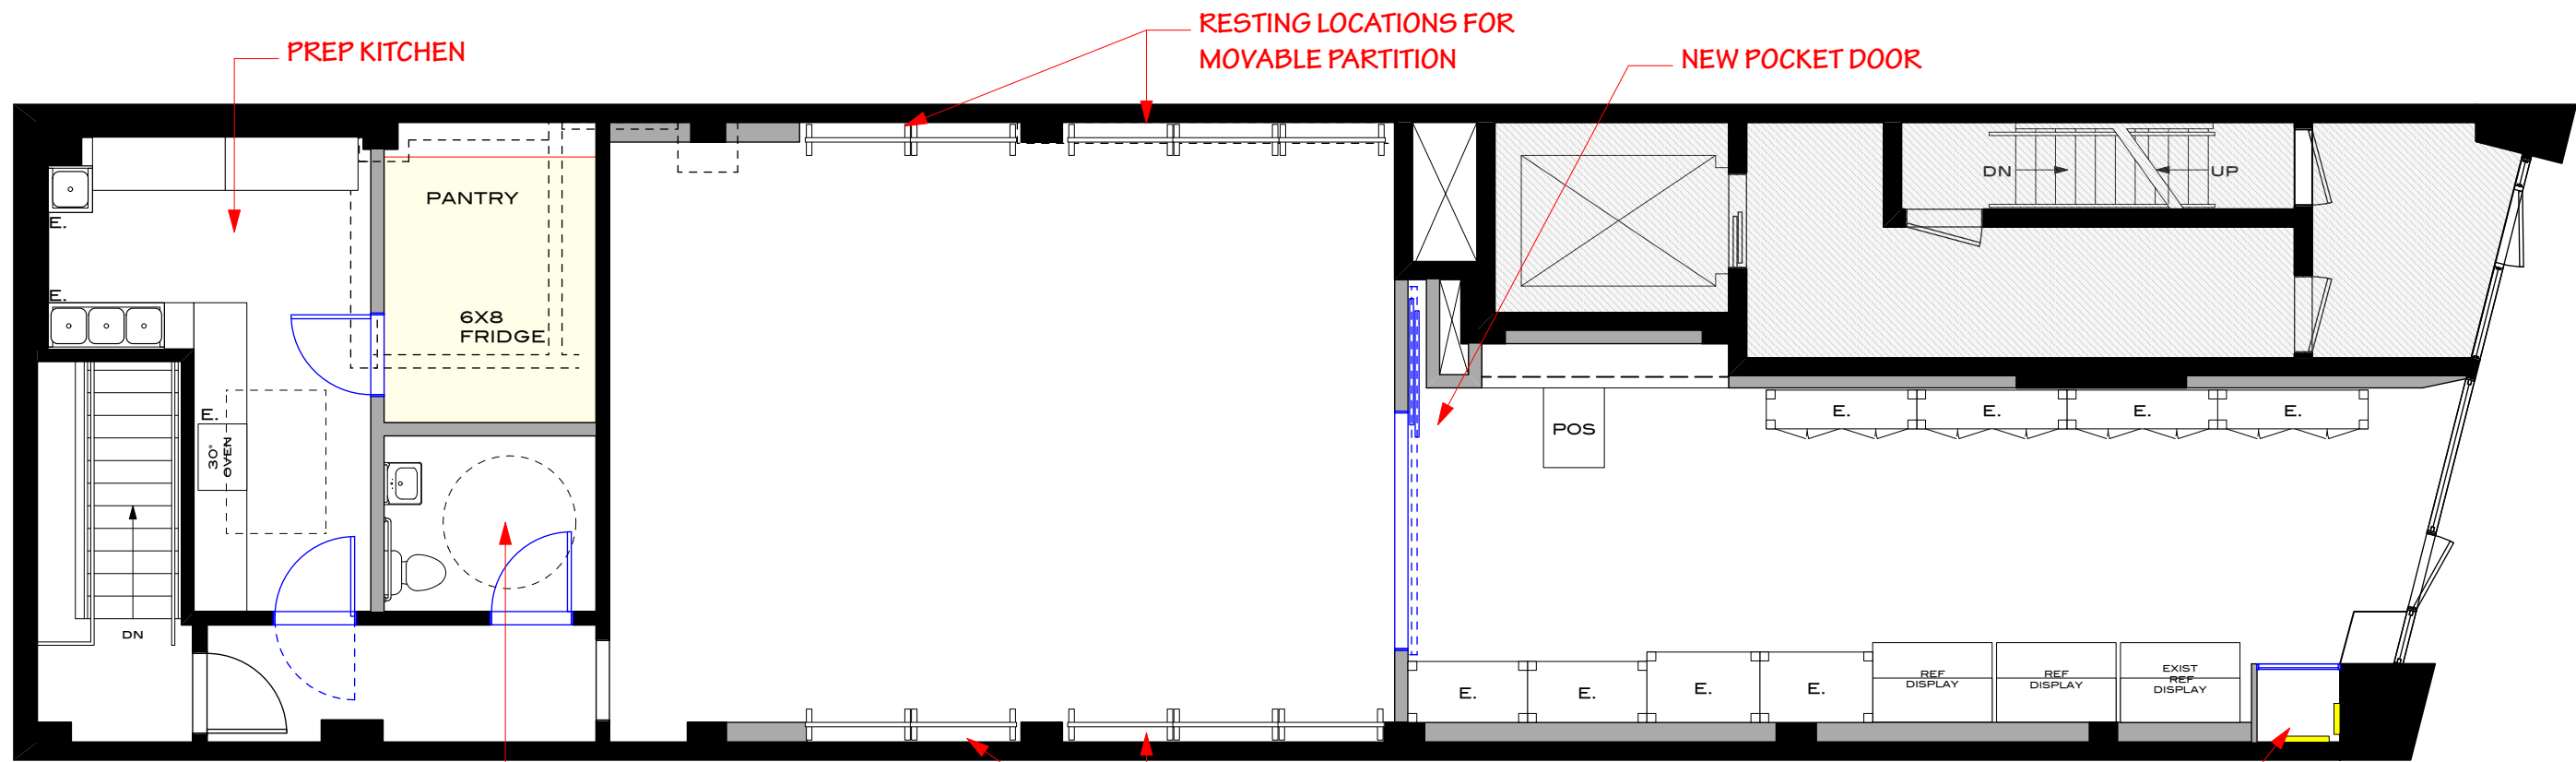 RESTING LOCATIONS FOR
MOVABLE PARTITION
PREP KITCHEN
NEW POCKET DOOR
DN
UP
PANTRY
E.
E.
6X8
FRIDGE
E.
30"
OVEN
POS
E.
E.
E.
E.
DN
E.
E.
E.
E.
REF
DISPLAY
REF
DISPLAY
EXIST
REF
DISPLAY